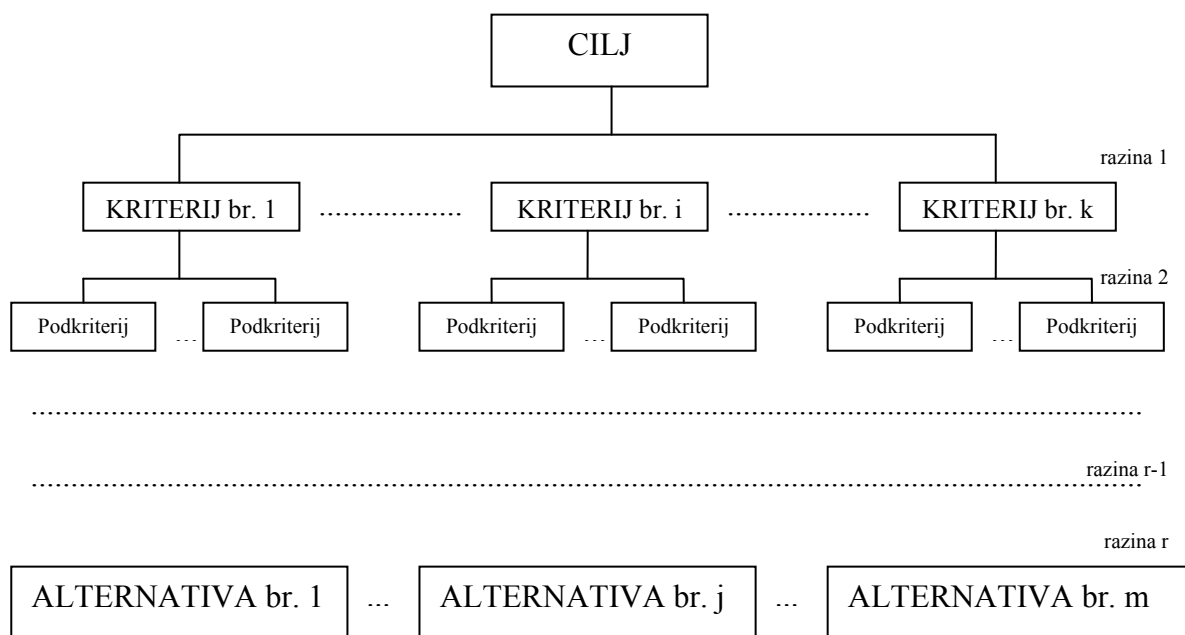 CILJ
razina 1
KRITERIJ br. 1 .................. KRITERIJ br. i .................. KRITERIJ br. k
razina 2
Podkriterij ... Podkriterij Podkriterij ... Podkriterij Podkriterij ... Podkriterij
razina r-1
razina r
ALTERNATIVA br. 1 ... ALTERNATIVA br. j ... ALTERNATIVA br. m